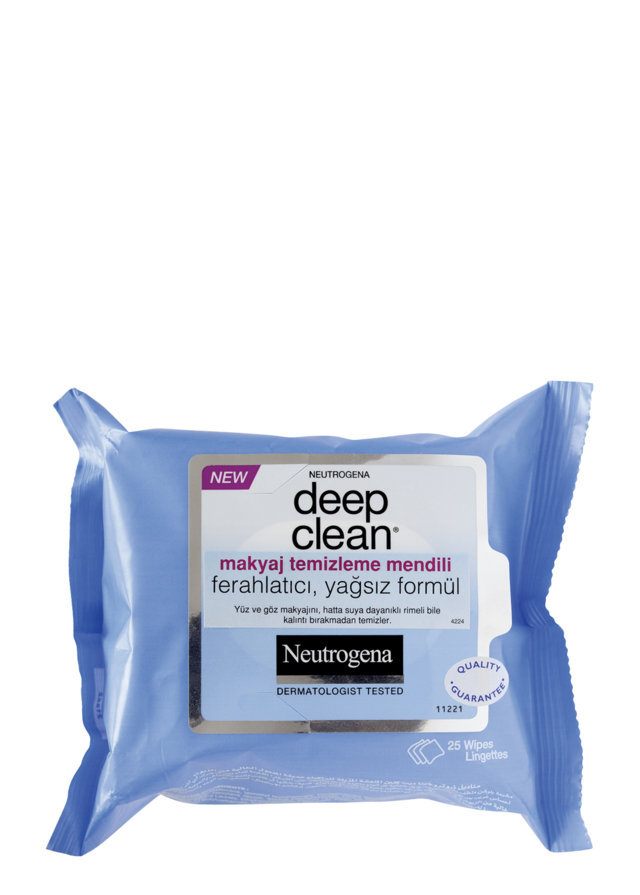 NEW
NEUTROGENA
deep
clean®
makyaj temizleme mendili
ferahlatıcı, yağsız formül
Yüz ve göz makyajını, hatta suya dayanıklı rimeli bile
kalıntı bırakmadan temizler.
4224
Neutrogena
DERMATOLOGIST TESTED
QUALITY
GUARANTEE
11221
25 Wipes
Lingettes